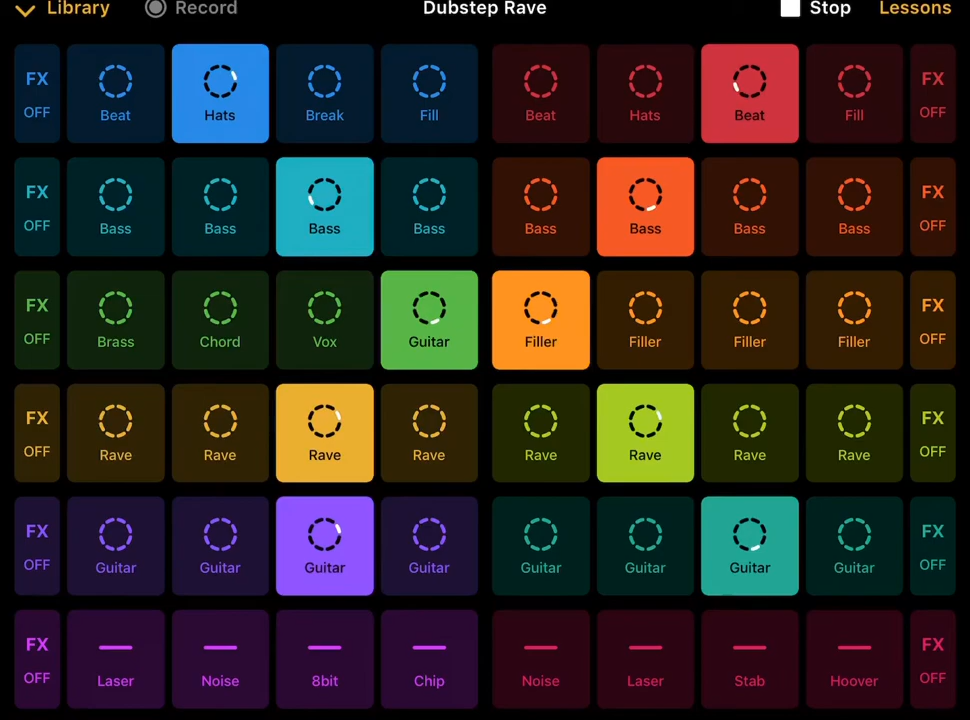 Library Record Dubstep Rave Stop Lessons
FX FX
OFF Beat Hats Break Fill Beat Hats Beat Fill OFF
FX FX
OFF Bass Bass Bass Bass Bass Bass Bass Bass OFF
FX FX
OFF Brass Chord Vox Guitar Filler Filler Filler Filler OFF
FX FX
OFF Rave Rave Rave Rave Rave Rave Rave Rave OFF
FX FX
OFF Guitar Guitar Guitar Guitar Guitar Guitar Guitar Guitar OFF
FX FX
OFF Laser Noise 8bit Chip Noise Laser Stab Hoover OFF